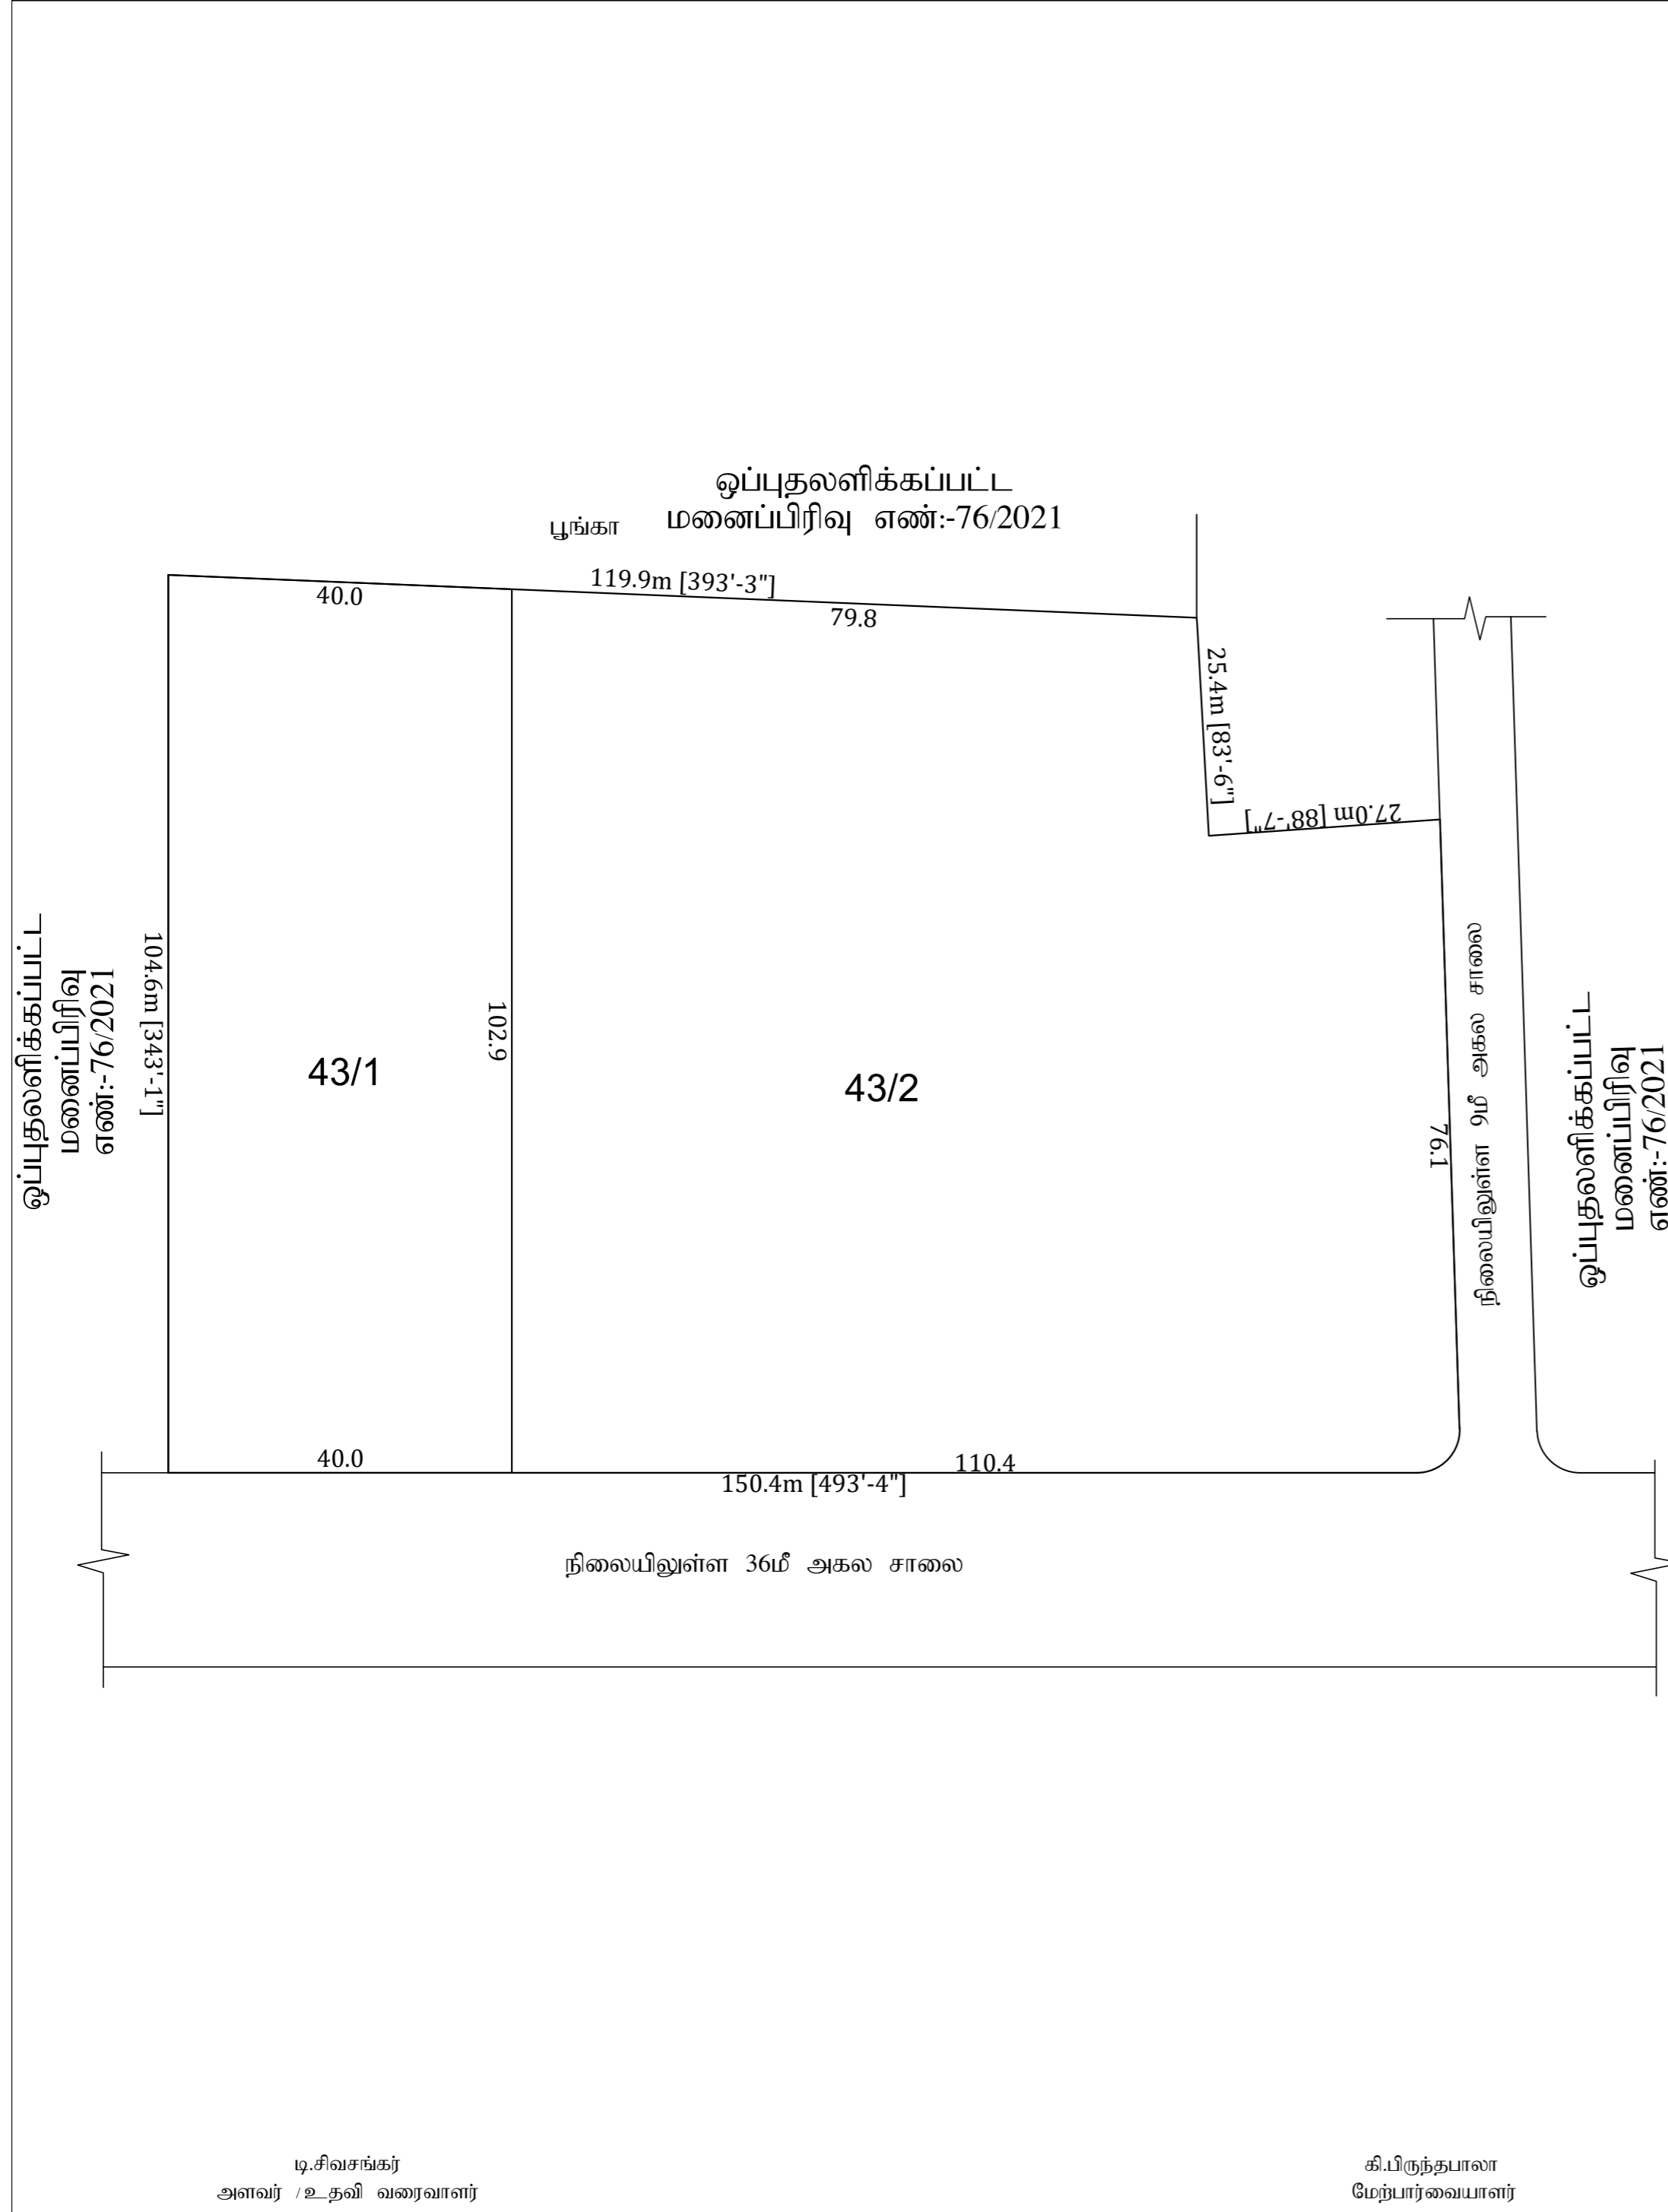 ஒப்புதலளிக்கப்பட்ட
பூங்கா மனைப்பிரிவு எண்:-76/2021
119.9m [393'-3"]
40.0
79.8
25.4m [83'-6"]
27.0m [88'-7"]
ஒப்புதலளிக்கப்பட்ட
மனைப்பிரிவு
எண்:-76/2021
104.6m [343'-1"]
43/1
102.9
43/2
76.1
நிலையிலுள்ள 9மீ அகல சாலை
ஒப்புதலளிக்கப்பட்ட
மனைப்பிரிவு
எண்:-76/2021
40.0
110.4
150.4m [493'-4"]
நிலையிலுள்ள 36மீ அகல சாலை
டி.சிவசங்கர்
அளவர் /உதவி வரைவாளர்
கி.பிருந்தபாலா
மேற்பார்வையாளர்